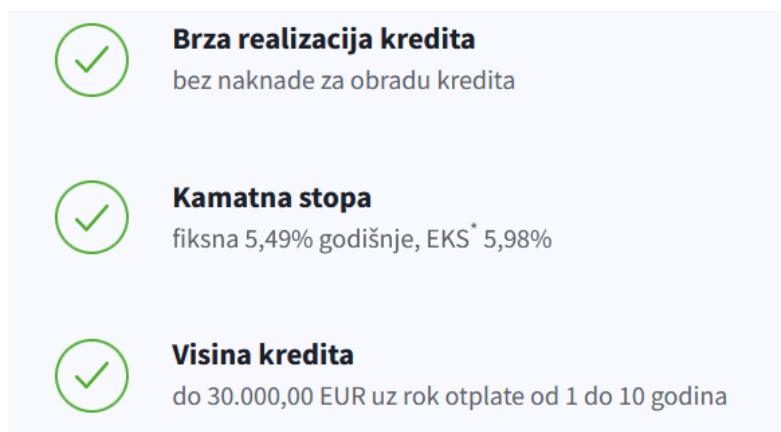 Brza realizacija kredita
bez naknade za obradu kredita
Kamatna stopa
fiksna 5,49% godišnje, EKS* 5,98%
Visina kredita
do 30.000,00 EUR uz rok otplate od 1 do 10 godina